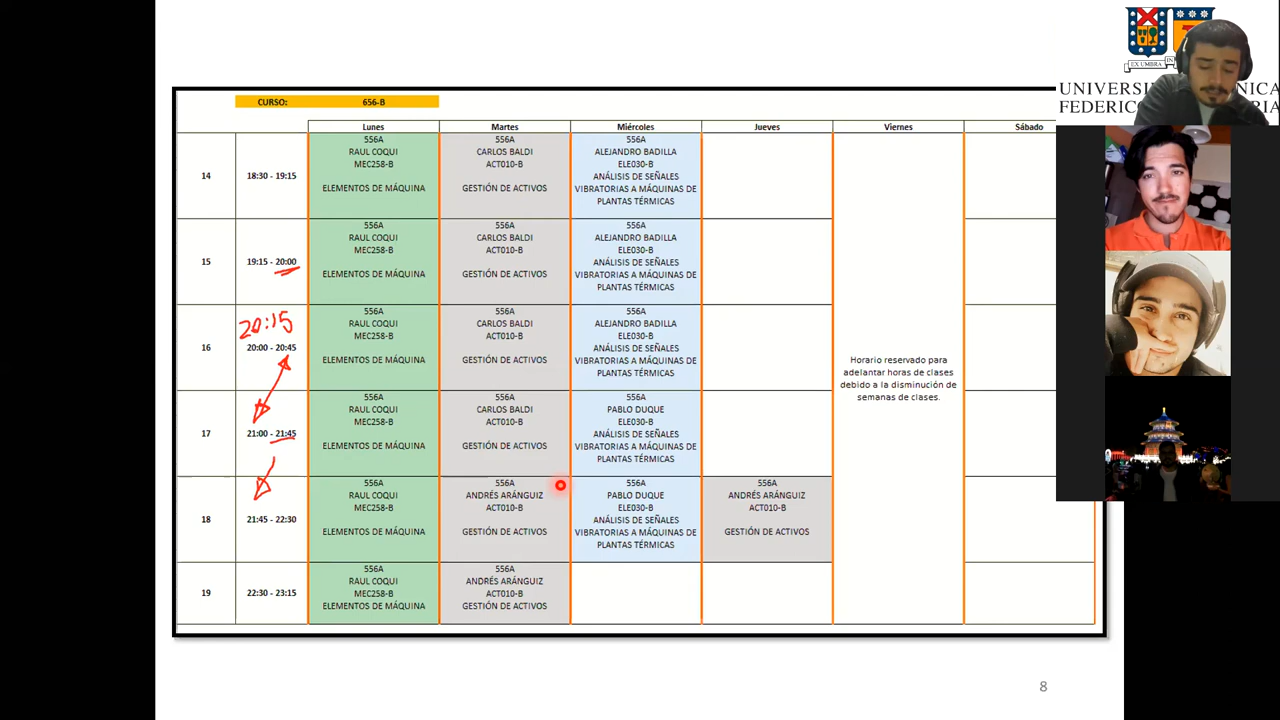 EX UMBRA IN
UNIVERSI NICA
FEDERICO RIA
CURSO: 656-B
Lunes Martes Miércoles Jueves Viernes Sábado
14
18:30 - 19:15
556A
RAUL COQUI
MEC258-B
ELEMENTOS DE MÁQUINA
556A
CARLOS BALDI
ACT010-B
GESTIÓN DE ACTIVOS
556A
ALEJANDRO BADILLA
ELE030-B
ANÁLISIS DE SEÑALES
VIBRATORIAS A MÁQUINAS DE
PLANTAS TÉRMICAS
15
19:15 - 20:00
556A
RAUL COQUI
MEC258-B
ELEMENTOS DE MÁQUINA
556A
CARLOS BALDI
ACT010-B
GESTIÓN DE ACTIVOS
556A
ALEJANDRO BADILLA
ELE030-B
ANÁLISIS DE SEÑALES
VIBRATORIAS A MÁQUINAS DE
PLANTAS TÉRMICAS
16
20:15
20:00 - 20:45
556A
RAUL COQUI
MEC258-B
ELEMENTOS DE MÁQUINA
556A
CARLOS BALDI
ACT010-B
GESTIÓN DE ACTIVOS
556A
ALEJANDRO BADILLA
ELE030-B
ANÁLISIS DE SEÑALES
VIBRATORIAS A MÁQUINAS DE
PLANTAS TÉRMICAS
17
21:00 - 21:45
556A
RAUL COQUI
MEC258-B
ELEMENTOS DE MÁQUINA
556A
CARLOS BALDI
ACT010-B
GESTIÓN DE ACTIVOS
556A
PABLO DUQUE
ELE030-B
ANÁLISIS DE SEÑALES
VIBRATORIAS A MÁQUINAS DE
PLANTAS TÉRMICAS
18
21:45 - 22:30
556A
RAUL COQUI
MEC258-B
ELEMENTOS DE MÁQUINA
556A
ANDRÉS ARÁNGUIZ
ACT010-B
GESTIÓN DE ACTIVOS
556A
PABLO DUQUE
ELE030-B
ANÁLISIS DE SEÑALES
VIBRATORIAS A MÁQUINAS DE
PLANTAS TÉRMICAS
556A
ANDRÉS ARÁNGUIZ
ACT010-B
GESTIÓN DE ACTIVOS
19
22:30 - 23:15
556A
RAUL COQUI
MEC258-B
ELEMENTOS DE MÁQUINA
556A
ANDRÉS ARÁNGUIZ
ACT010-B
GESTIÓN DE ACTIVOS
Horario reservado para
adelantar horas de clases
debido a la disminución de
semanas de clases.
8